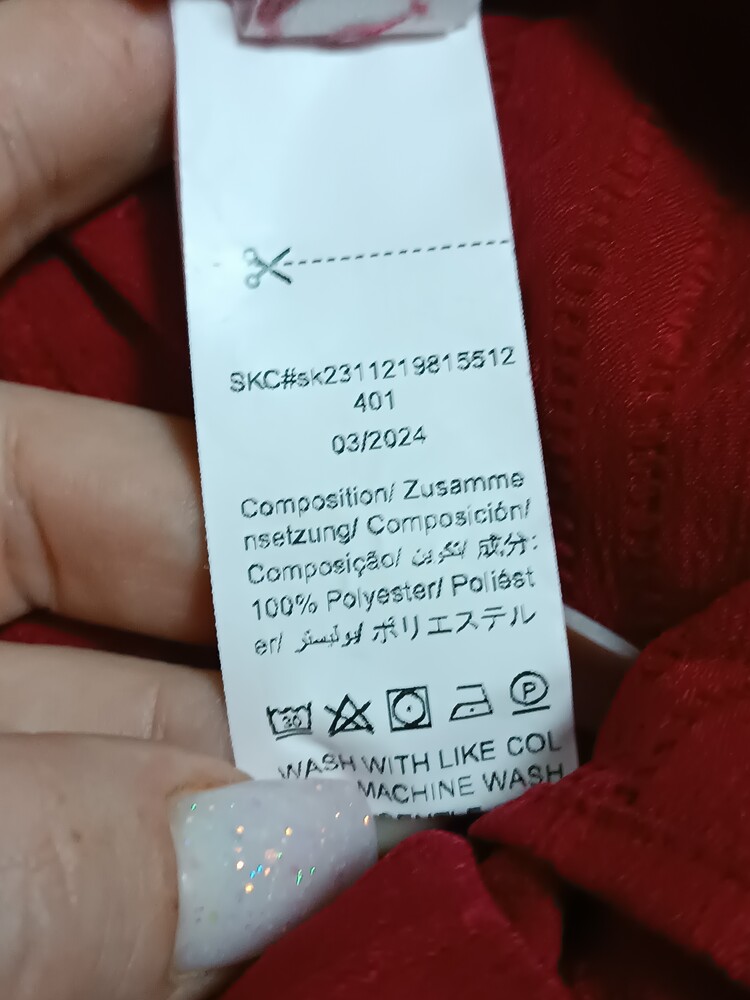 SKC#sk2311219815512
401
03/2024
Composition/ Zusamme
nsetzung/ Composición/
Composição/ تكوين/ 成分:
100% Polyester/ Poliést
er/ بوليستر/ ポリエステル
30
P
WASH WITH LIKE COL
MACHINE WASH